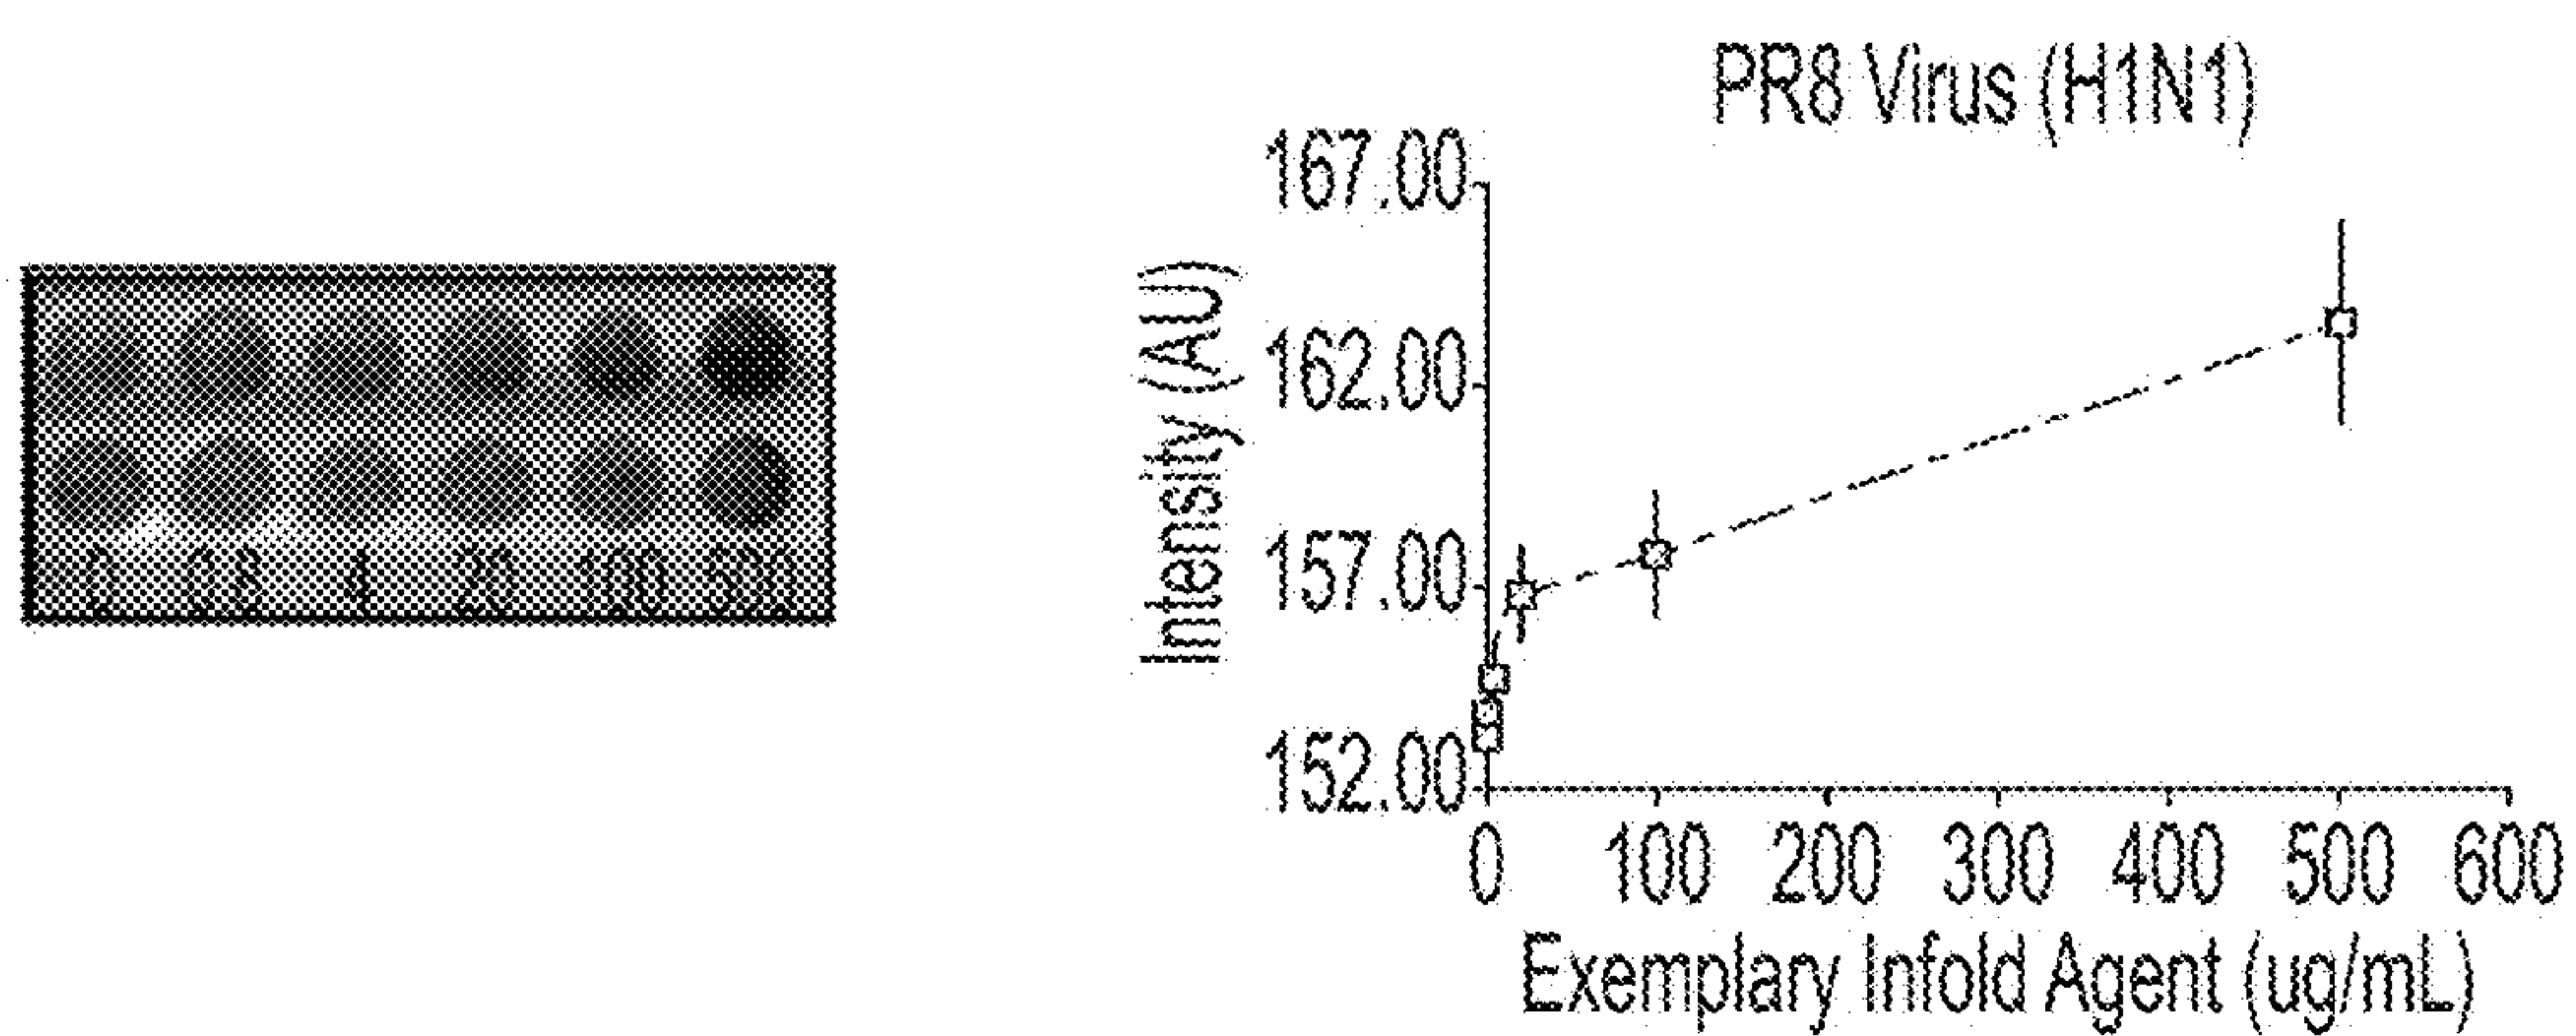 0 0.8 4 20 100 500
PR8 Virus (H1N1)
Intensity (AU)
167.00
162.00
157.00
152.00
0 100 200 300 400 500 600
Exemplary Infold Agent (ug/mL)